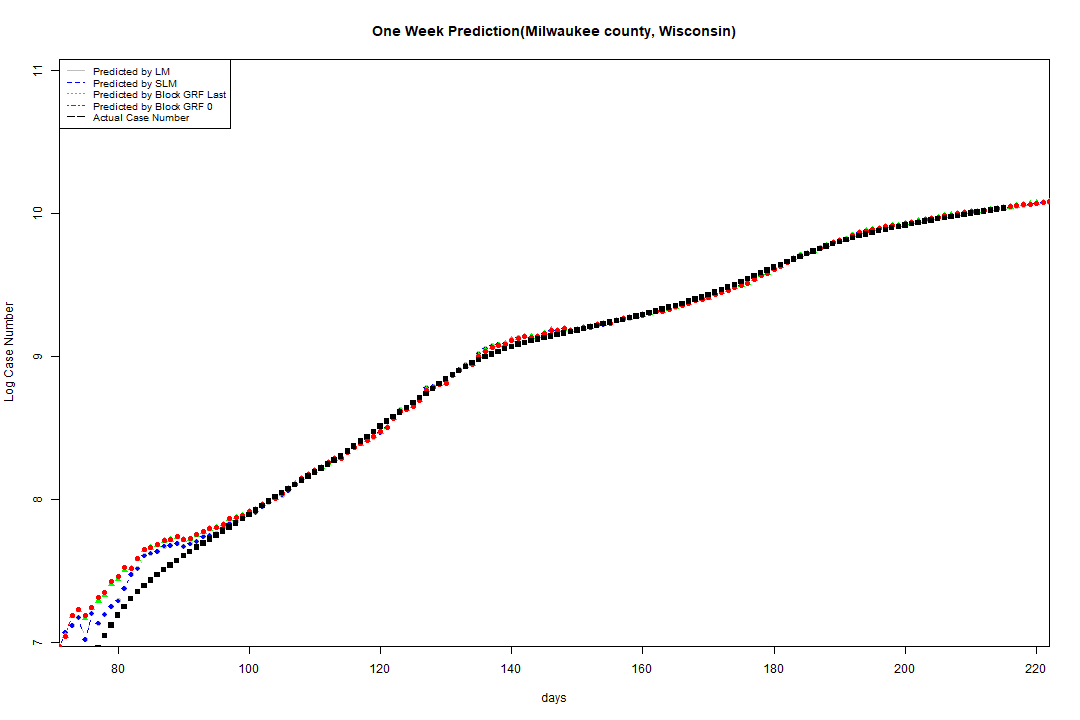 One Week Prediction(Milwaukee county, Wisconsin)
11
Predicted by LM
Predicted by SLM
Predicted by Block GRF Last
Predicted by Block GRF 0
Actual Case Number
10
9
8
7
Log Case Number
80 100 120 140 160 180 200 220
days